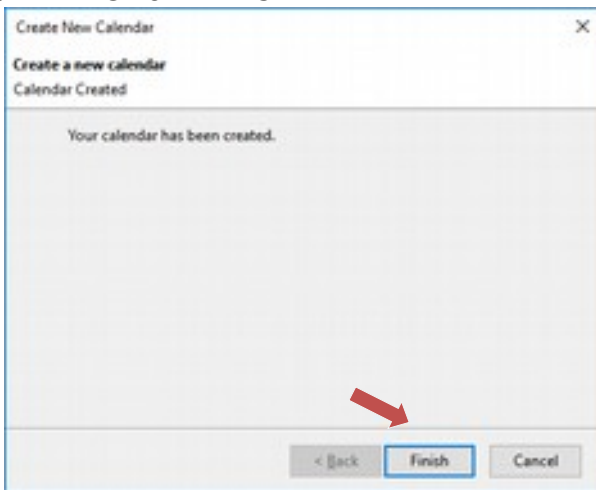 Create New Calendar
Create a new calendar
Calendar Created
Your calendar has been created.
< Back
Finish
Cancel